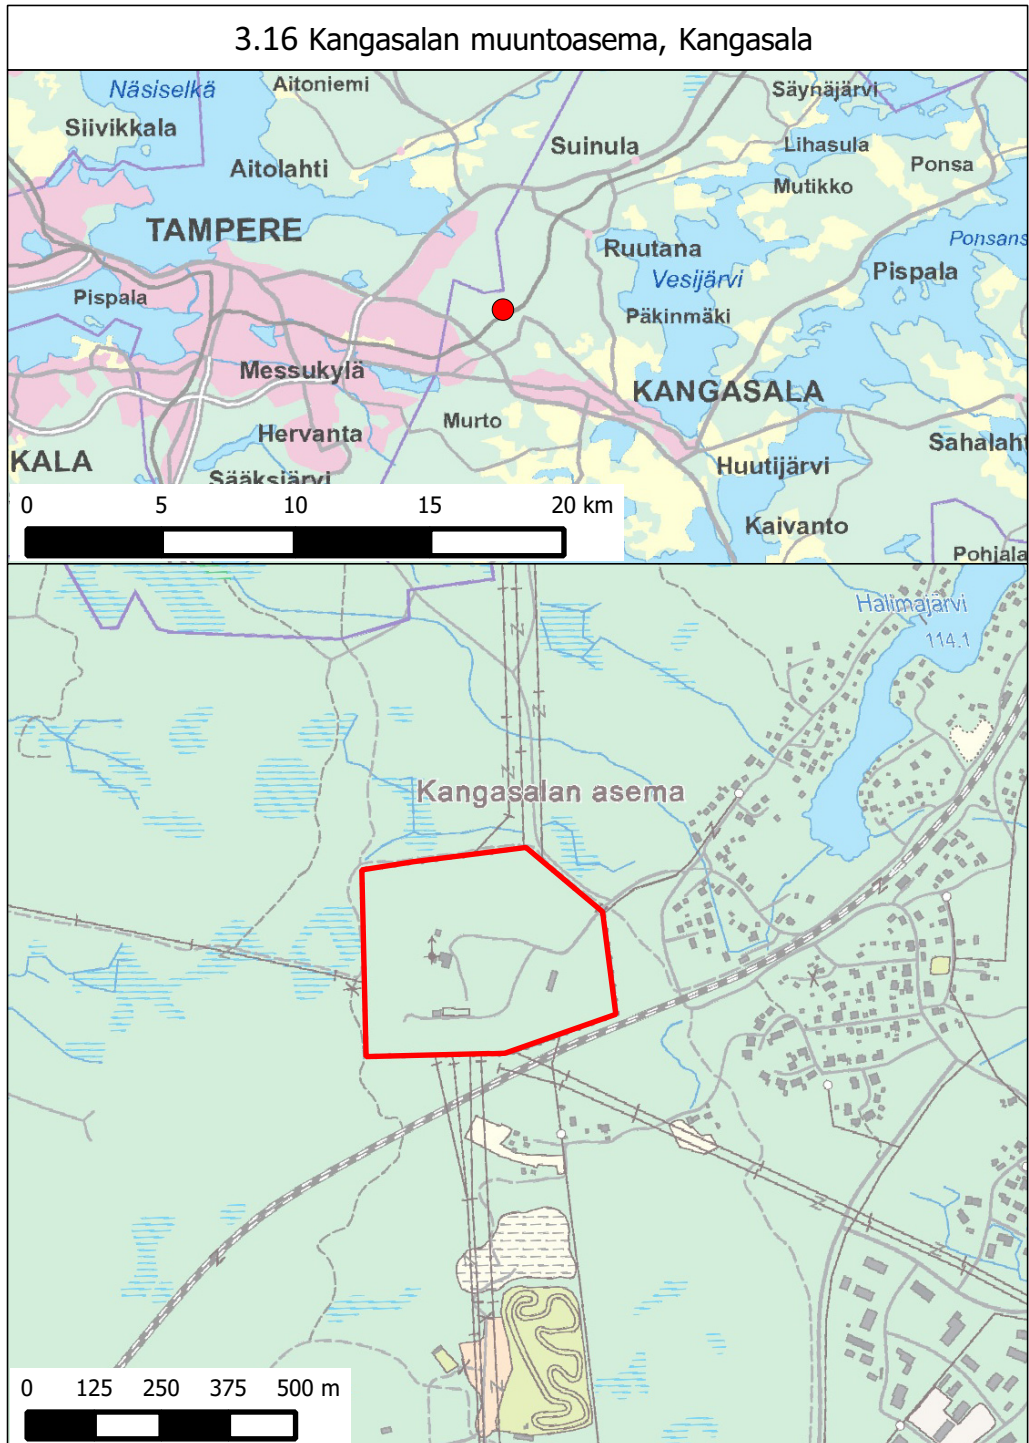 3.16 Kangasalan muuntoasema, Kangasala
Näsiselkä
Aitoniemi
Säynäjärvi
Siivikkala
Suinula
Lihasula
Ponsa
Aitolahti
Mutikko
TAMPERE
Ruutana
Ponsans
Vesijärvi
Pispala
Pispala
Päkinmäki
Messukylä
KANGASALA
Murto
Hervanta
Sahalaht
KALA
Huutijärvi
Sääksjärvi
0 5 10 15 20 km
Kaivanto
Pohjala
Halimajärvi
114.1
Kangasalan asema
0 125 250 375 500 m